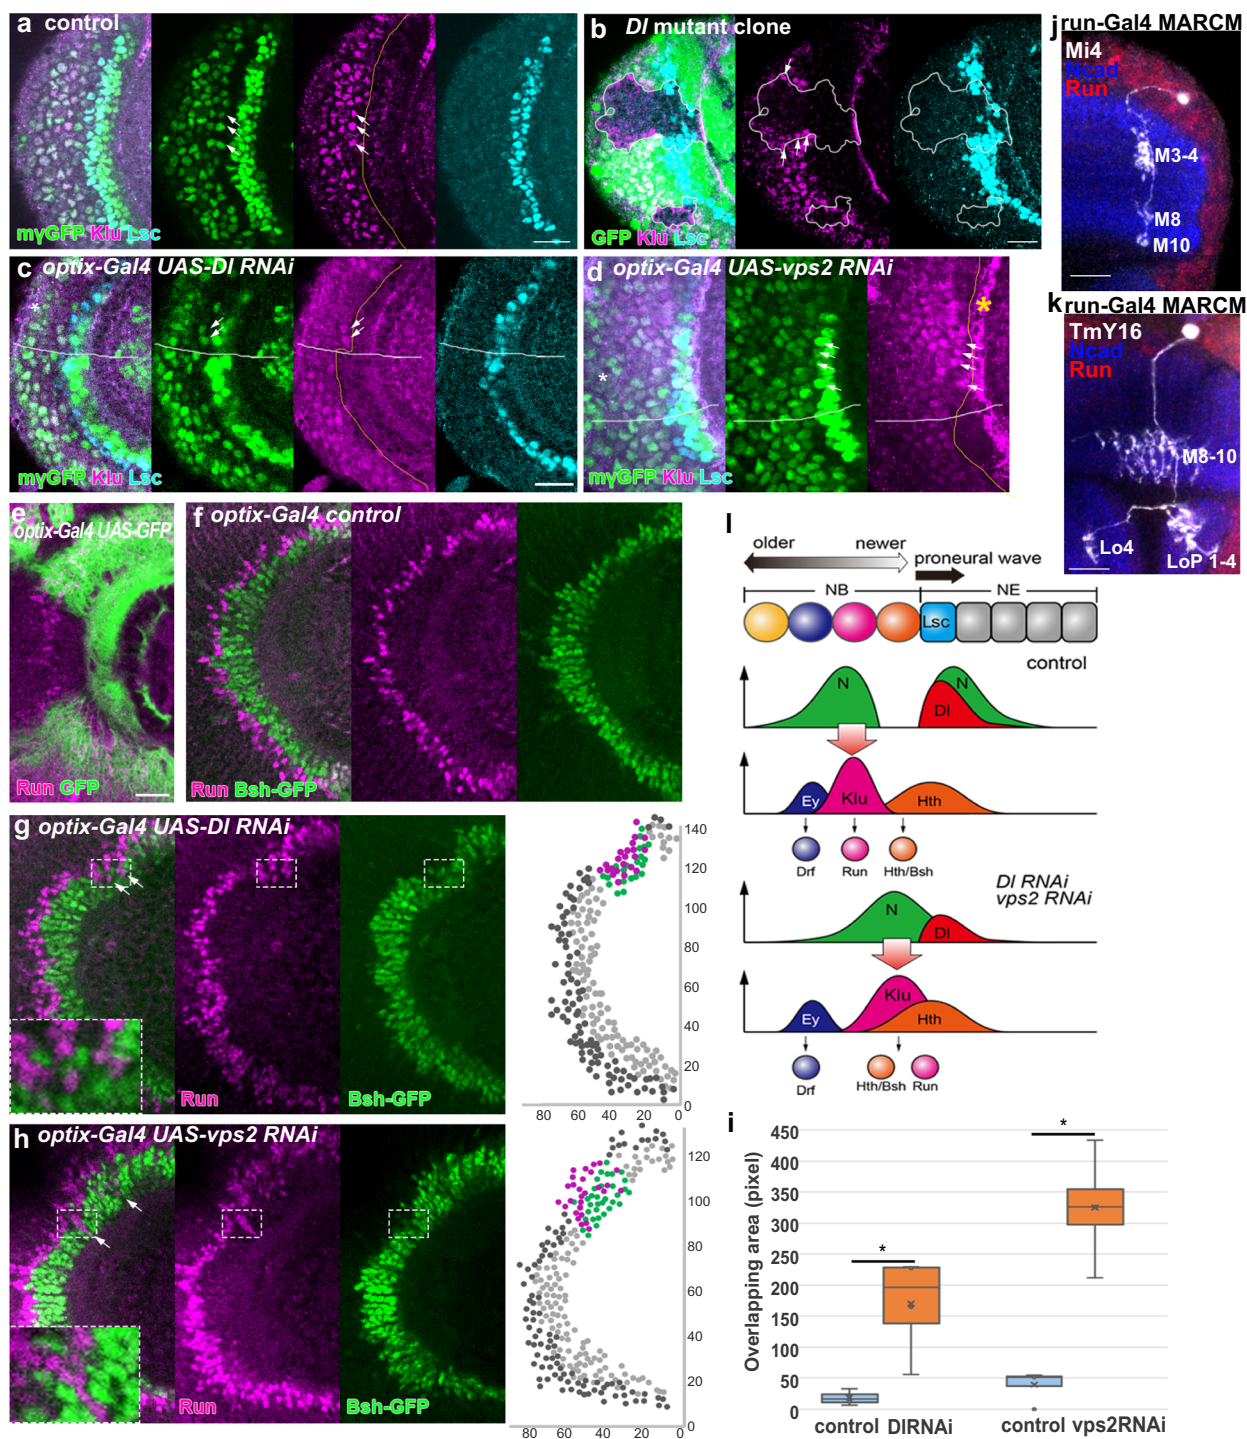 a control
mγGFP Klu Lsc
b Dl mutant clone
GFP Klu Lsc
j run-Gal4 MARCM
Mi4
Ncad
Run
M3-4
M8
M10
c optix-Gal4 UAS-Dl RNAi
*
mγGFP Klu Lsc
d optix-Gal4 UAS-vps2 RNAi
*
*
mγGFP Klu Lsc
k run-Gal4 MARCM
TmY16
Ncad
Run
M8-10
Lo4
LoP 1-4
e
optix-Gal4 UAS-GFP
Run GFP
f optix-Gal4 control
Run Bsh-GFP
l
older newer
proneural wave
NB NE
Lsc
control
N N
Dl
Ey Klu Hth
Drf Run Hth/Bsh
Dl RNAi
vps2 RNAi
N
Dl
Klu
Ey Hth
Drf Hth/Bsh Run
g optix-Gal4 UAS-Dl RNAi
Run
Bsh-GFP
140
120
100
80
60
40
20
0
80 60 40 20 0
h optix-Gal4 UAS-vps2 RNAi
Run
Bsh-GFP
120
100
80
60
40
20
0
80 60 40 20 0
i
Overlapping area (pixel)
450
400
350
300
250
200
150
100
50
0
*
*
control DlRNAi control vps2RNAi